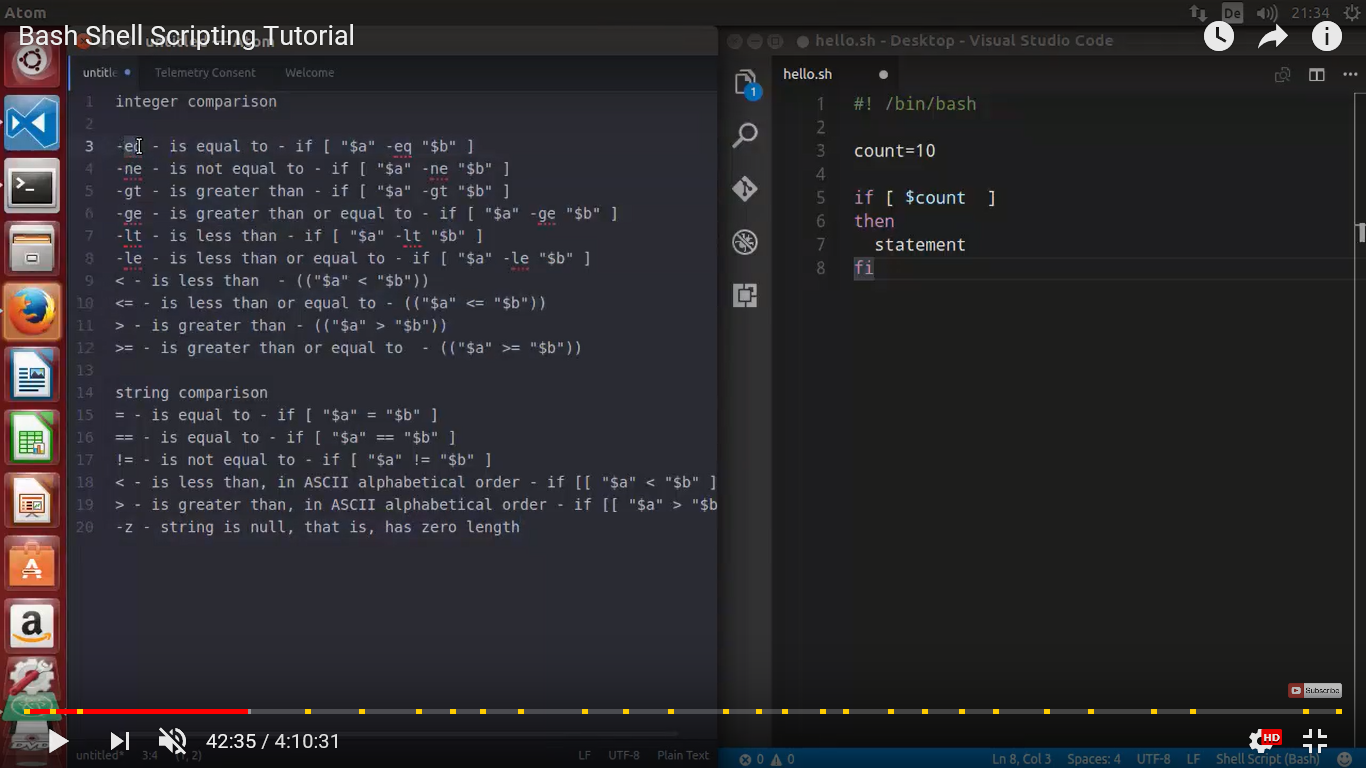 Atom
De
21:34
Bash Shell Scripting Tutorial
hello.sh - Desktop - Visual Studio Code
Telemetry Consent
Welcome
hello.sh
1
1 integer comparison
2
3 -eq - is equal to - if [ "$a" -eq "$b" ]
4 -ne - is not equal to - if [ "$a" -ne "$b" ]
5 -gt - is greater than - if [ "$a" -gt "$b" ]
6 -ge - is greater than or equal to - if [ "$a" -ge "$b" ]
7 -lt - is less than - if [ "$a" -lt "$b" ]
8 -le - is less than or equal to - if [ "$a" -le "$b" ]
9 < - is less than  - (("$a" < "$b"))
10 <= - is less than or equal to - (("$a" <= "$b"))
11 > - is greater than - (("$a" > "$b"))
12 >= - is greater than or equal to  - (("$a" >= "$b"))
13
14 string comparison
15 = - is equal to - if [ "$a" = "$b" ]
16 == - is equal to - if [ "$a" == "$b" ]
17 != - is not equal to - if [ "$a" != "$b" ]
18 < - is less than, in ASCII alphabetical order - if [[ "$a" < "$b" ]
19 > - is greater than, in ASCII alphabetical order - if [[ "$a" > "$b
20 -z - string is null, that is, has zero length
1 #! /bin/bash
2
3 count=10
4
5 if [ $count  ]
6 then
7   statement
8 fi
Subscribe
42:35 / 4:10:31
HD
untitled* 3:4 (1, 2)
LF UTF-8 Plain Text
0 0
Ln 8, Col 3 Spaces: 4 UTF-8 LF Shell Script (Bash)